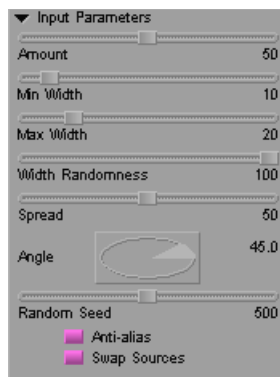 Input Parameters
Amount 50
Min Width 10
Max Width 20
Width Randomness 100
Spread 50
Angle 45.0
Random Seed 500
Anti-alias
Swap Sources